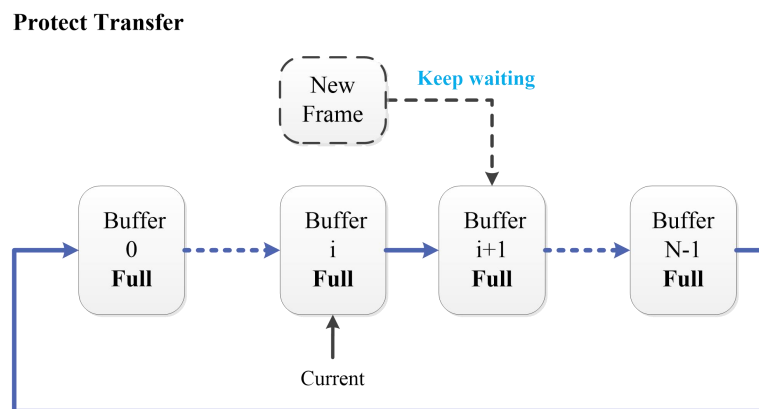 Protect Transfer
New
Frame
Keep waiting
Buffer
0
Full
Buffer
i
Full
Buffer
i+1
Full
Buffer
N-1
Full
Current